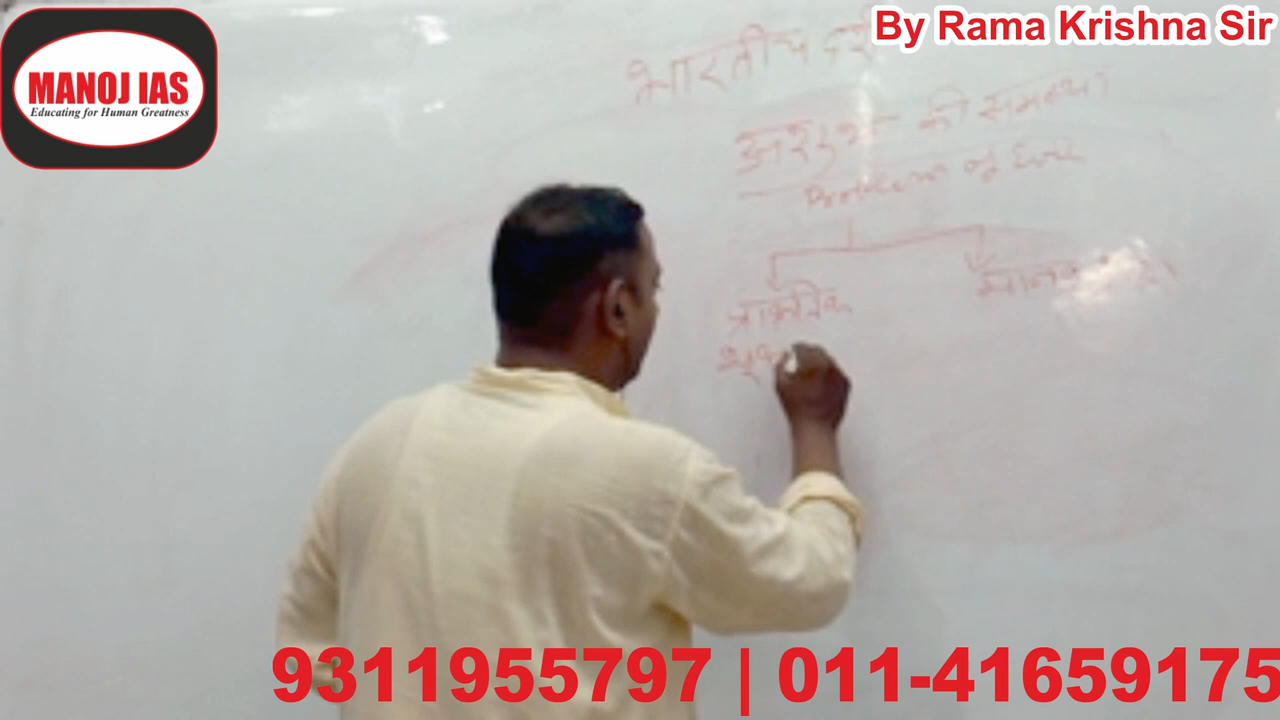 By Rama Krishna Sir
MANOJ IAS
Educating for Human Greatness
भारतीय
अशुभ की समस्या
Problem of Evil
प्राकृतिक
9311955797 | 011-41659175